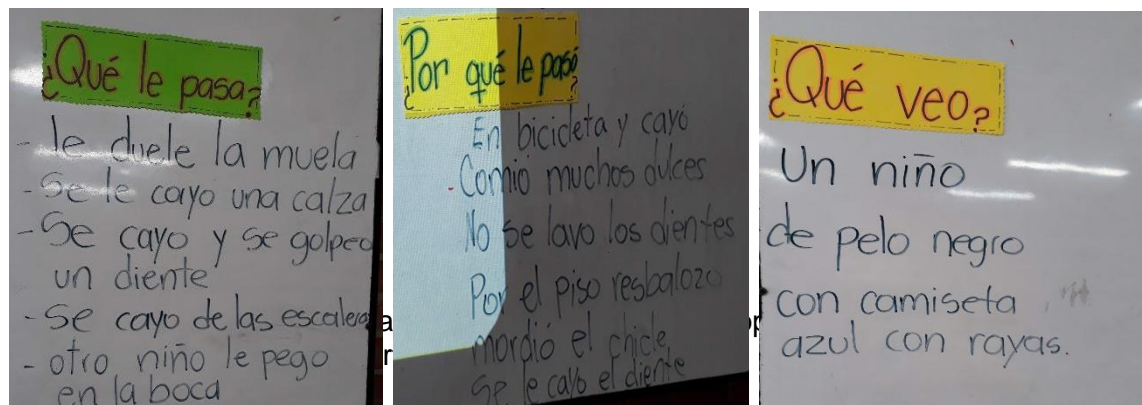 ¿Qué le pasa?
- le duele la muela
- Se le cayo una calza
- Se cayo y se golpeo
un diente
- Se cayo de las escaleras
- otro niño le pego
en la boca
¿Por qué le pasó
En bicicleta y cayó
Comió muchos dulces
No se lavo los dientes
Por el piso resbalozo
mordió el chicle,
se le cayo el diente
¿Qué veo?
Un niño
de pelo negro
con camiseta
azul con rayas.